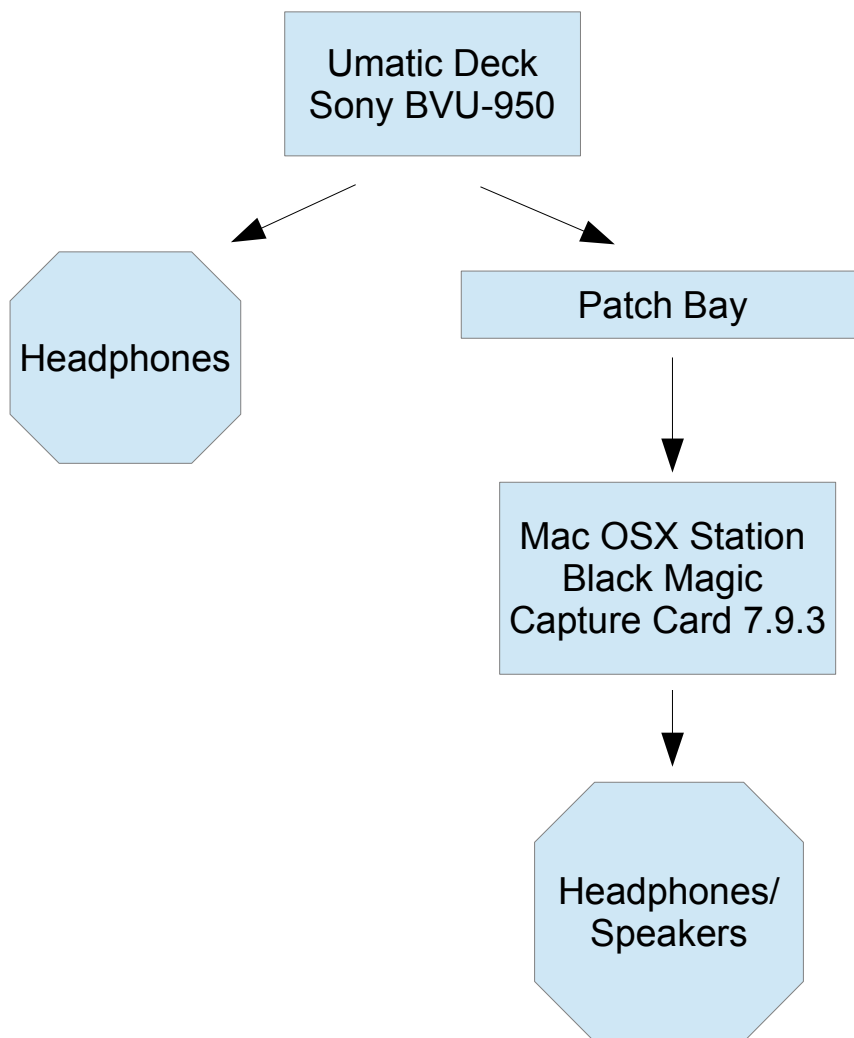 Umatic Deck
Sony BVU-950
Headphones
Patch Bay
Mac OSX Station
Black Magic
Capture Card 7.9.3
Headphones/
Speakers